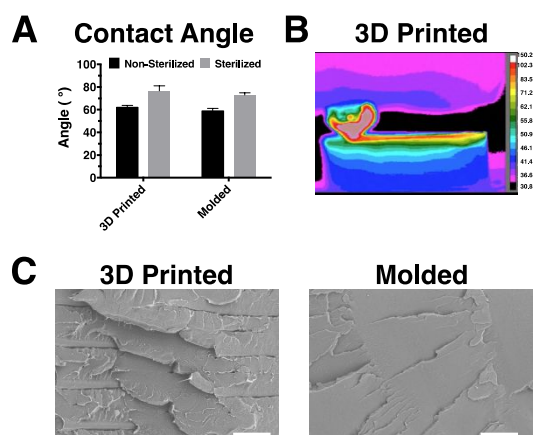 A Contact Angle
Non-Sterilized Sterilized
Angle (°)
100
80
60
40
20
0
3D Printed
Molded
B 3D Printed
150.2
102.3
83.5
71.2
62.1
55.8
50.9
46.1
41.4
36.6
30.8
C 3D Printed
Molded